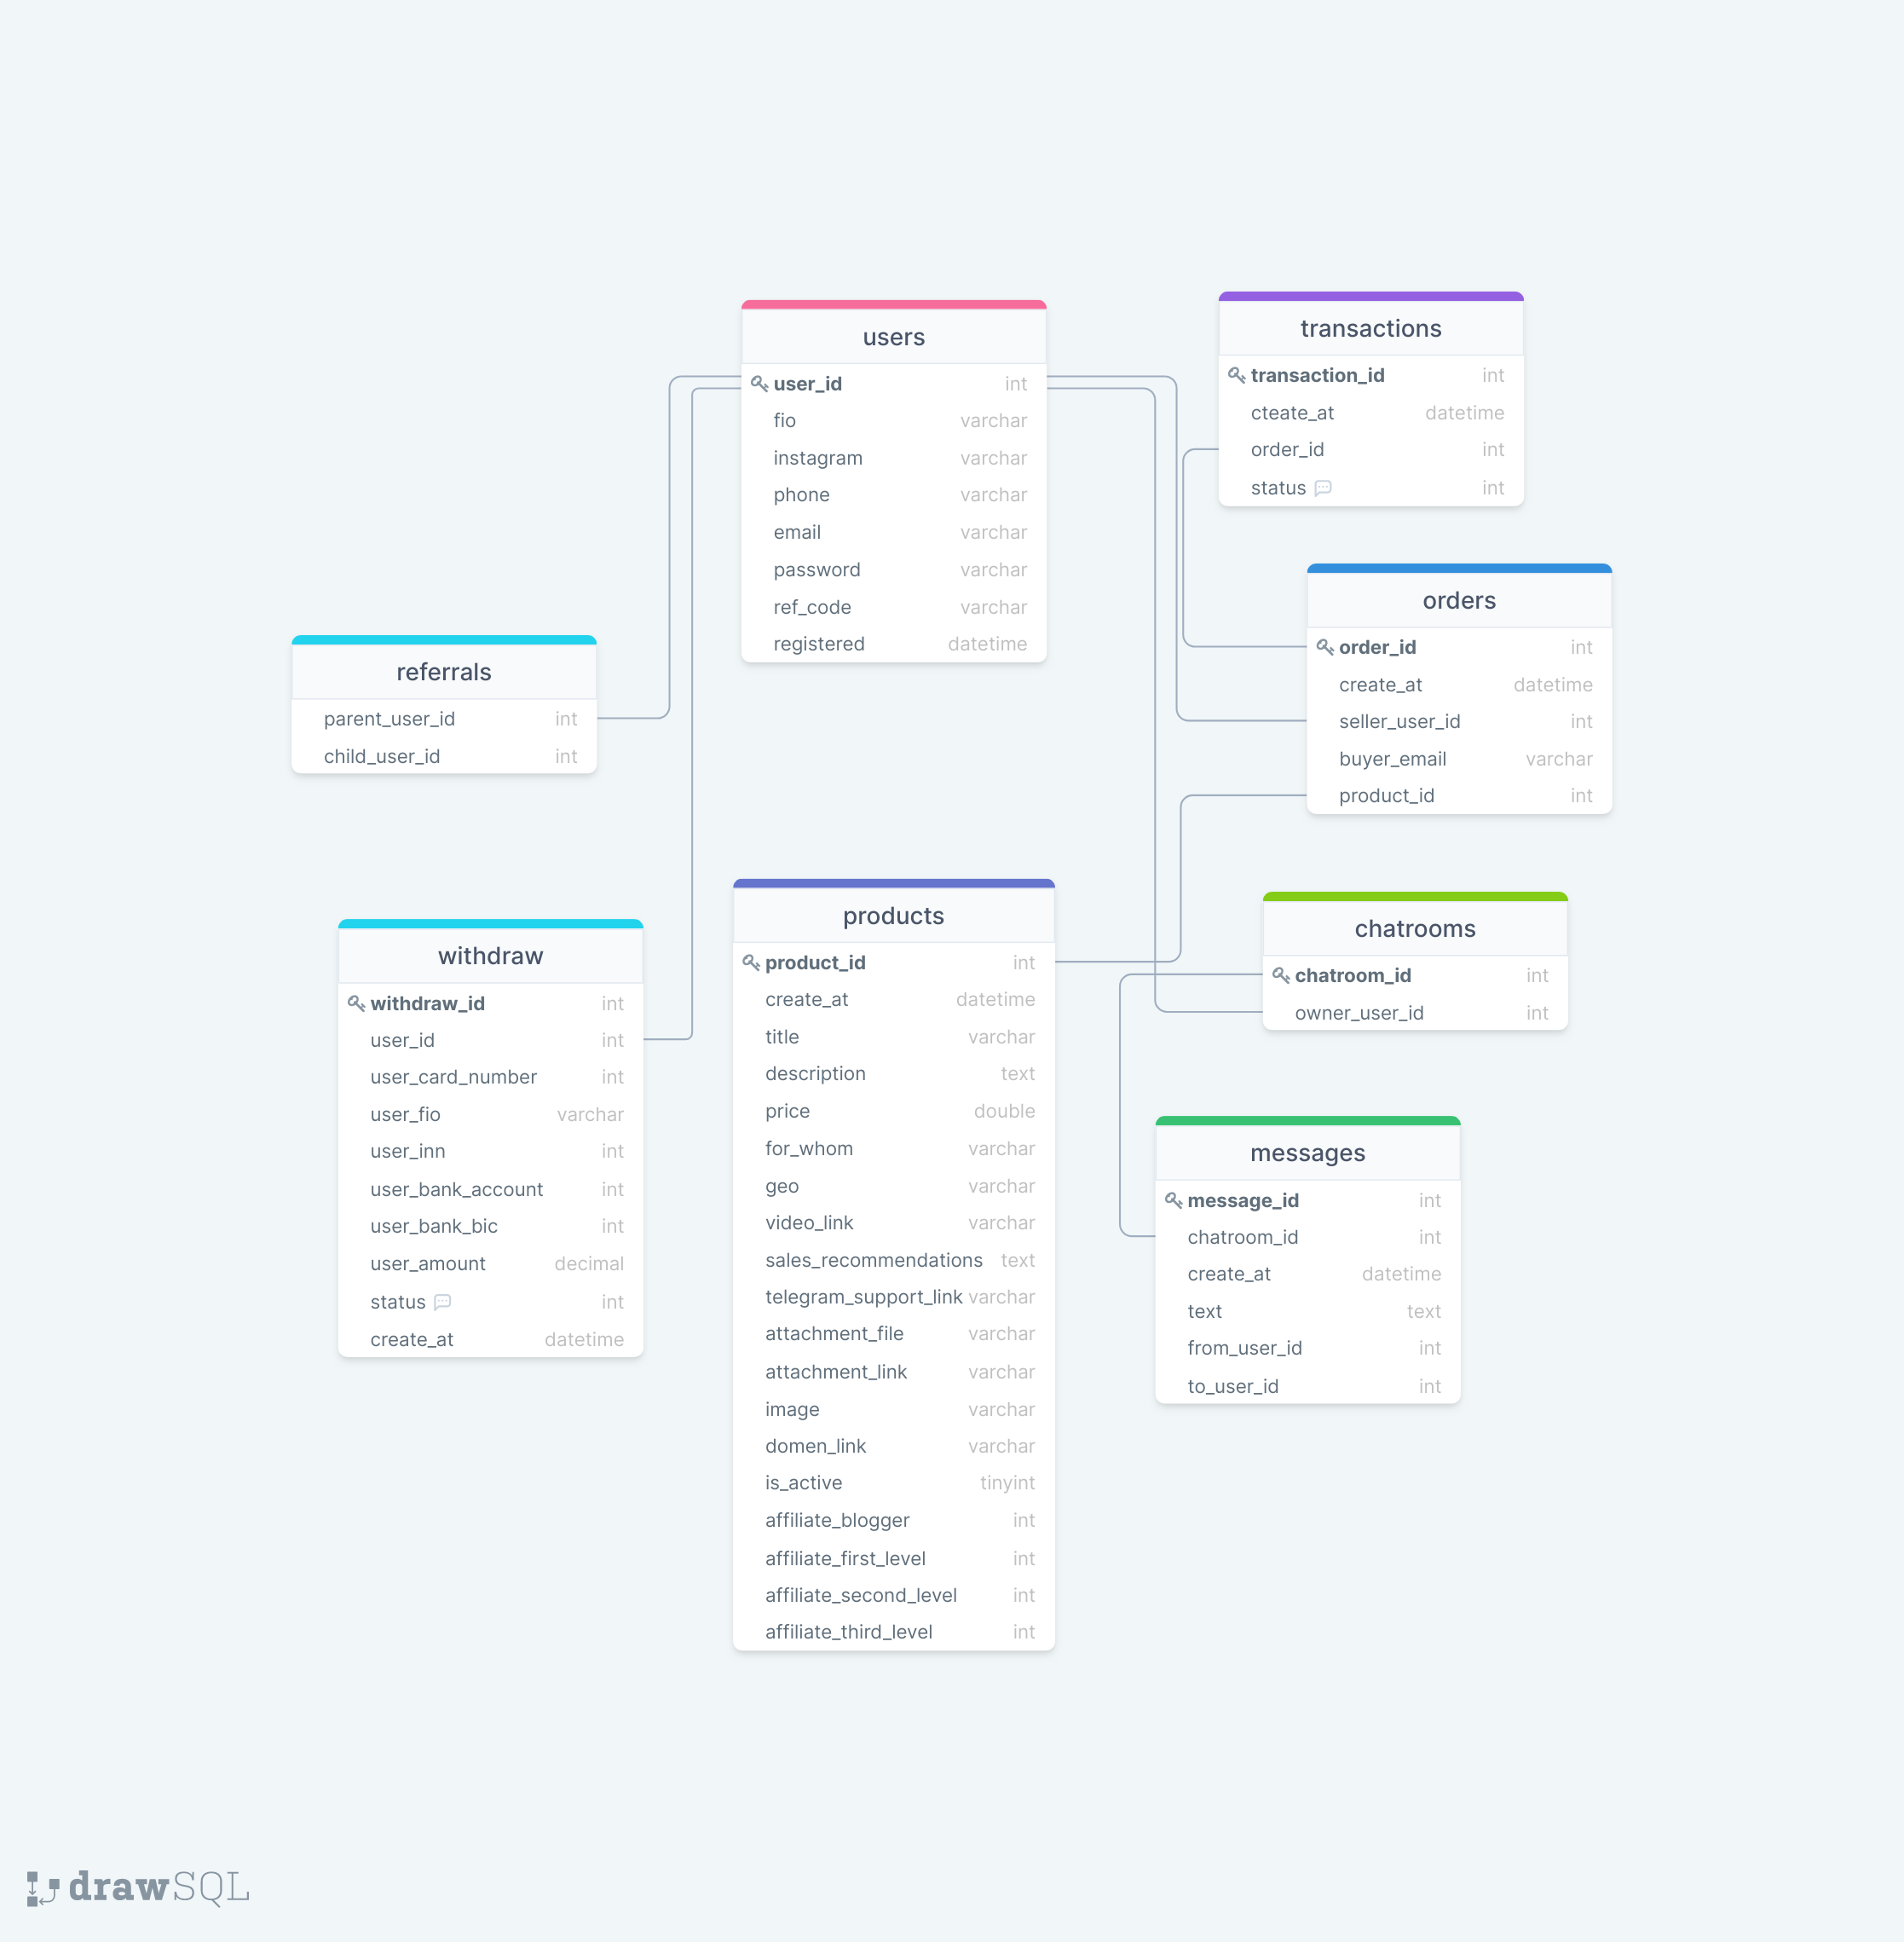 users
user_id int
fio varchar
instagram varchar
phone varchar
email varchar
password varchar
ref_code varchar
registered datetime
transactions
transaction_id int
cteate_at datetime
order_id int
status int
orders
order_id int
create_at datetime
seller_user_id int
buyer_email varchar
product_id int
referrals
parent_user_id int
child_user_id int
withdraw
withdraw_id int
user_id int
user_card_number int
user_fio varchar
user_inn int
user_bank_account int
user_bank_bic int
user_amount decimal
status int
create_at datetime
products
product_id int
create_at datetime
title varchar
description text
price double
for_whom varchar
geo varchar
video_link varchar
sales_recommendations text
telegram_support_link varchar
attachment_file varchar
attachment_link varchar
image varchar
domen_link varchar
is_active tinyint
affiliate_blogger int
affiliate_first_level int
affiliate_second_level int
affiliate_third_level int
chatrooms
chatroom_id int
owner_user_id int
messages
message_id int
chatroom_id int
create_at datetime
text text
from_user_id int
to_user_id int
drawSQL